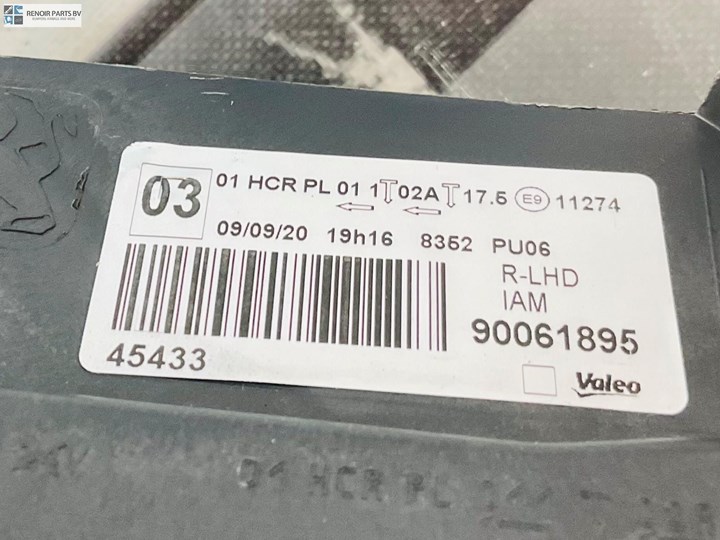 RENOIR PARTS BV
03
01 HCR PL 01 1 02A 17.5 E9 11274
09/09/20 19h16 8352 PU06
R-LHD
IAM
90061895
45433
Valeo
24V 01 HCR PL